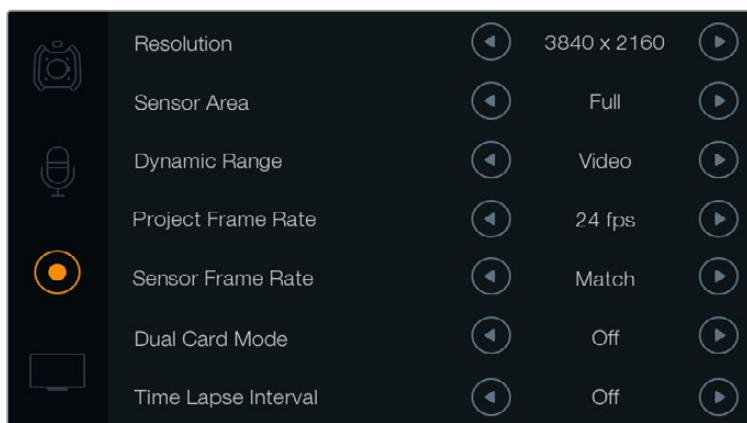 Resolution 3840 x 2160
Sensor Area Full
Dynamic Range Video
Project Frame Rate 24 fps
Sensor Frame Rate Match
Dual Card Mode Off
Time Lapse Interval Off